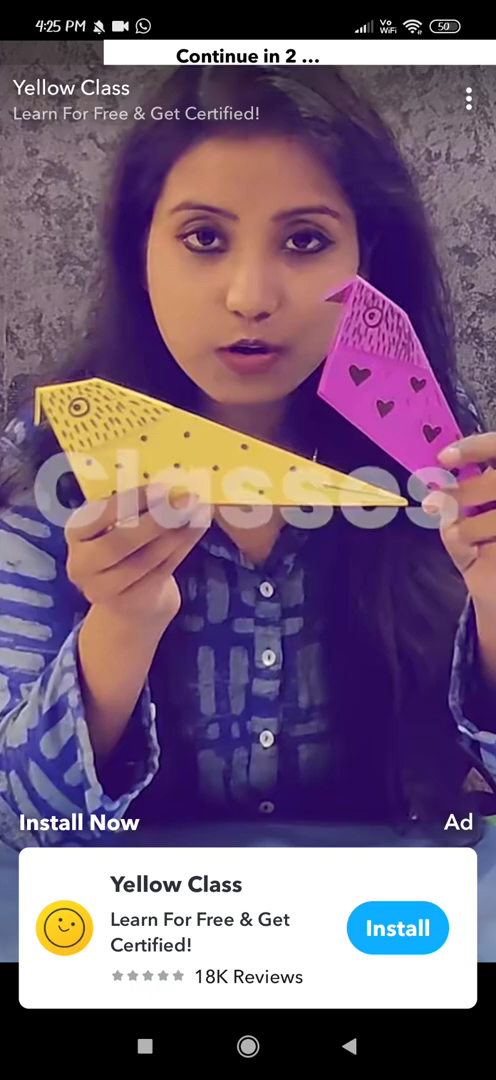 4:25 PM
Vo
WiFi
50
Continue in 2 ...
Yellow Class
Learn For Free & Get Certified!
Classes
Install Now
Ad
Yellow Class
Learn For Free & Get
Certified!
Install
18K Reviews